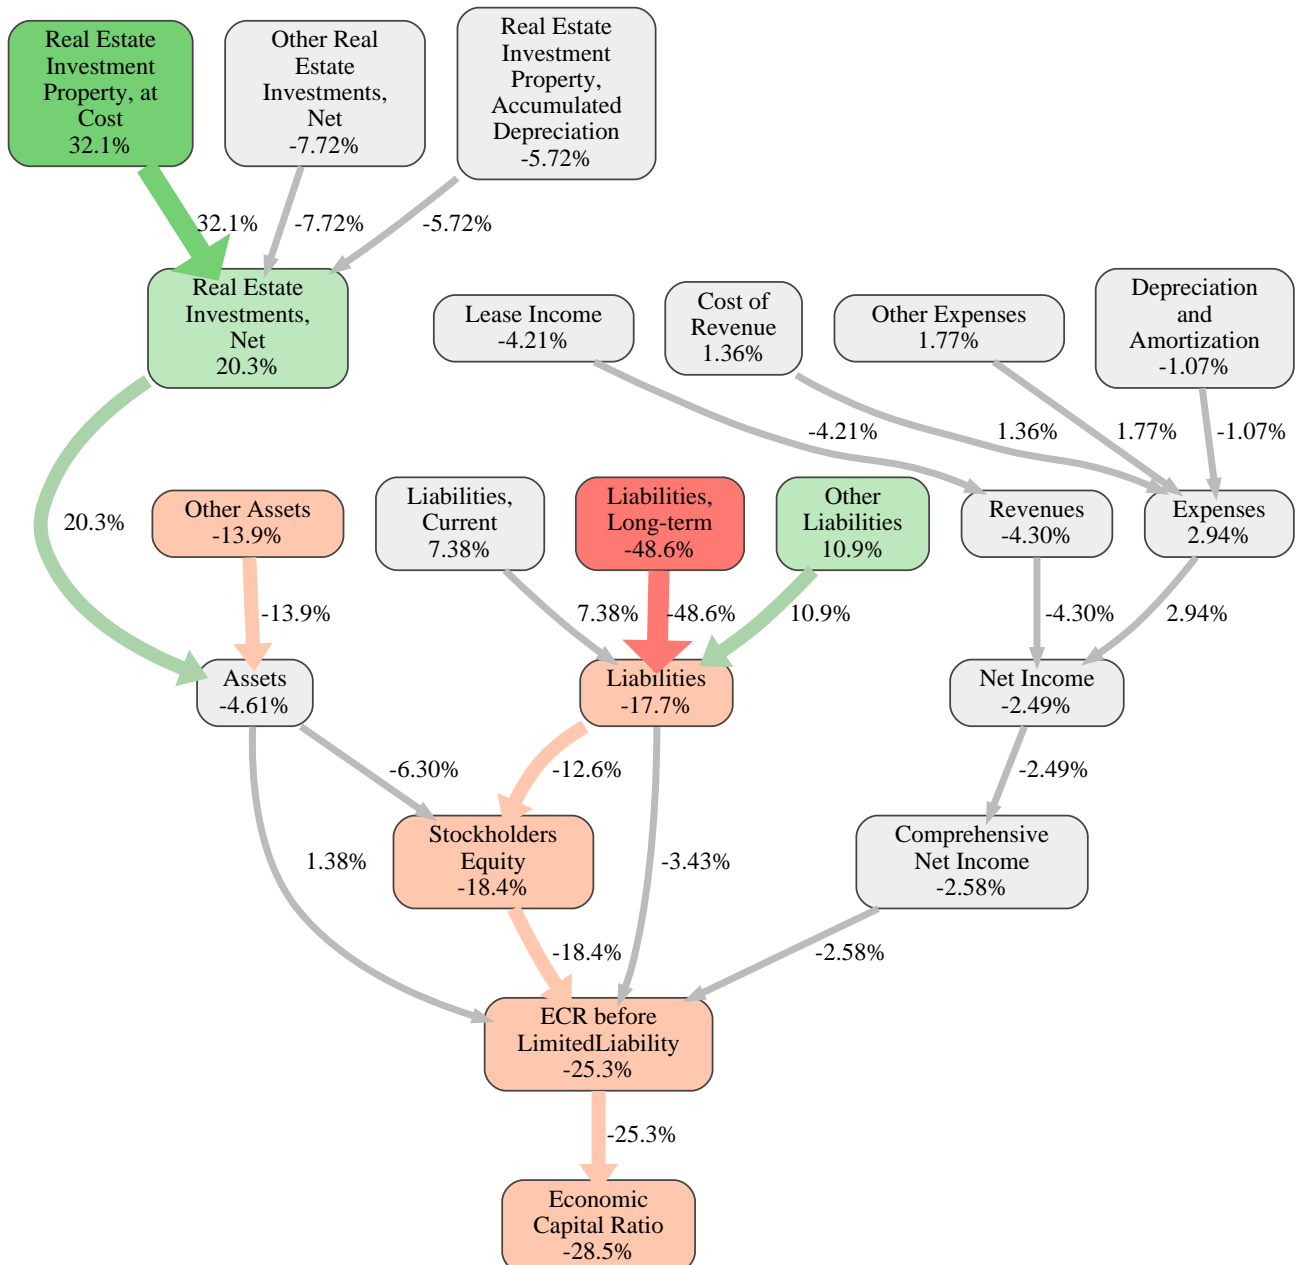 Real Estate
Investment
Property, at
Cost
32.1%
Other Real
Estate
Investments,
Net
-7.72%
Real Estate
Investment
Property,
Accumulated
Depreciation
-5.72%
32.1%
-7.72%
-5.72%
Real Estate
Investments,
Net
20.3%
Lease Income
-4.21%
Cost of
Revenue
1.36%
Other Expenses
1.77%
Depreciation
and
Amortization
-1.07%
-4.21%
1.36%
1.77%
-1.07%
20.3%
Other Assets
-13.9%
Liabilities,
Current
7.38%
Liabilities,
Long-term
-48.6%
Other
Liabilities
10.9%
Revenues
-4.30%
Expenses
2.94%
-13.9%
7.38%
-48.6%
10.9%
-4.30%
2.94%
Assets
-4.61%
Liabilities
-17.7%
Net Income
-2.49%
-6.30%
-12.6%
-2.49%
1.38%
Stockholders
Equity
-18.4%
-3.43%
Comprehensive
Net Income
-2.58%
-18.4%
-2.58%
ECR before
LimitedLiability
-25.3%
-25.3%
Economic
Capital Ratio
-28.5%